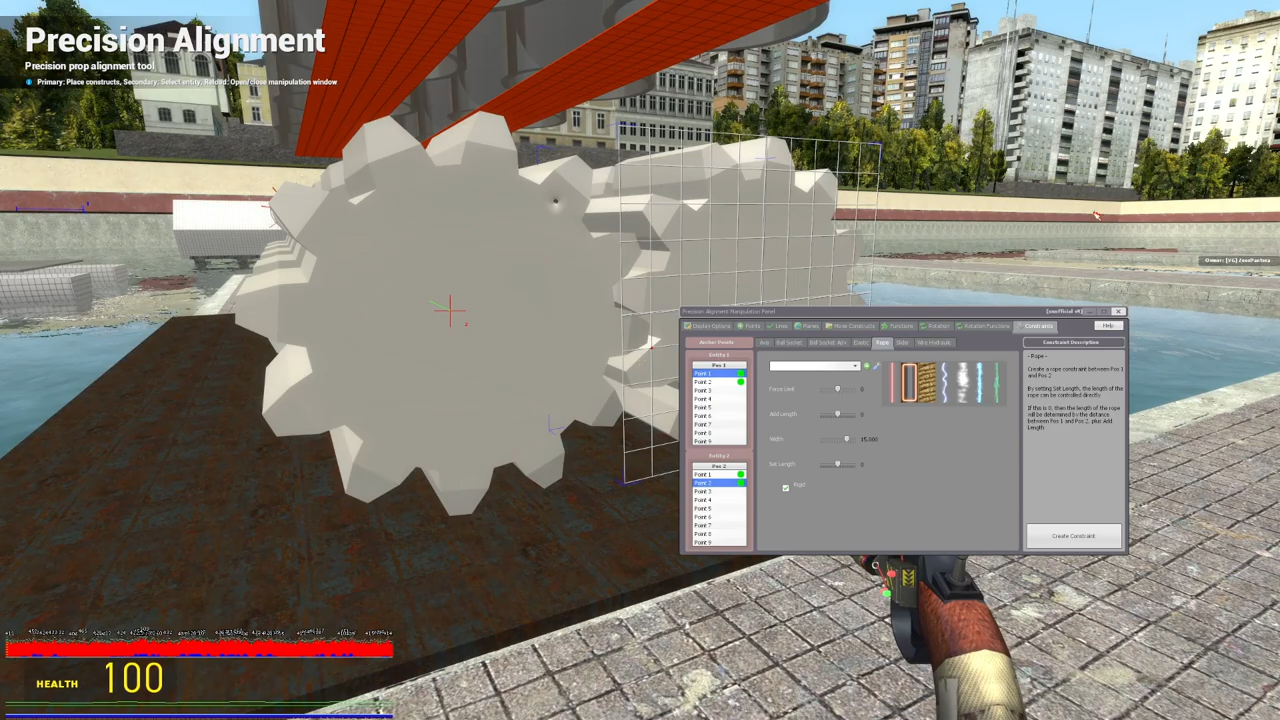 Precision Alignment
Precision prop alignment tool
Primary: Place constructs, Secondary: Select entity, Reload: Open/close manipulation window
Precision Alignment Manipulation Panel
[unofficial v4]
Display Options
Points
Lines
Planes
Move Constructs
Functions
Rotation
Rotation Functions
Constraints
Help
Anchor Points
Axis
Ball Socket
Ball Socket Adv
Elastic
Rope
Slider
Wire Hydraulic
Constraint Description
Entity 1
Pos 1
Point 1
Point 2
Point 3
Point 4
Point 5
Point 6
Point 7
Point 8
Point 9
Entity 2
Pos 2
Point 1
Point 2
Point 3
Point 4
Point 5
Point 6
Point 7
Point 8
Point 9
Force Limit
0
Add Length
0
Width
15.000
Set Length
0
Rigid
- Rope -
Create a rope constraint between Pos 1
and Pos 2
By setting Set Length, the length of the
rope can be controlled directly
If this is 0, then the length of the rope
will be determined by the distance
between Pos 1 and Pos 2, plus Add
Length
Create Constraint
HEALTH 100